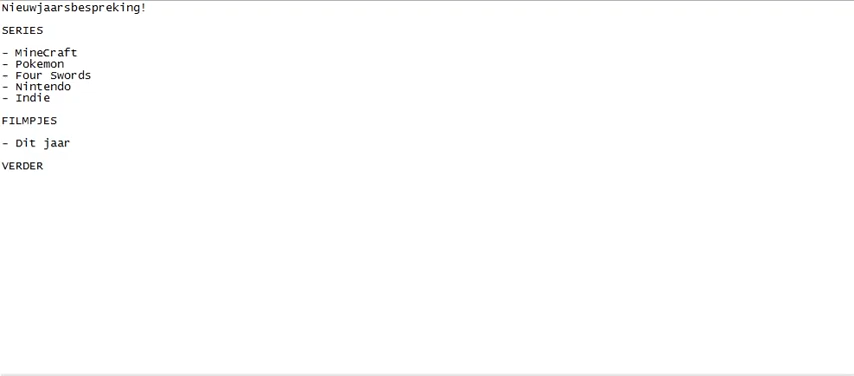 Nieuwjaarsbespreking!
SERIES
- MineCraft
- Pokemon
- Four Swords
- Nintendo
- Indie
FILMPJES
- Dit jaar
VERDER